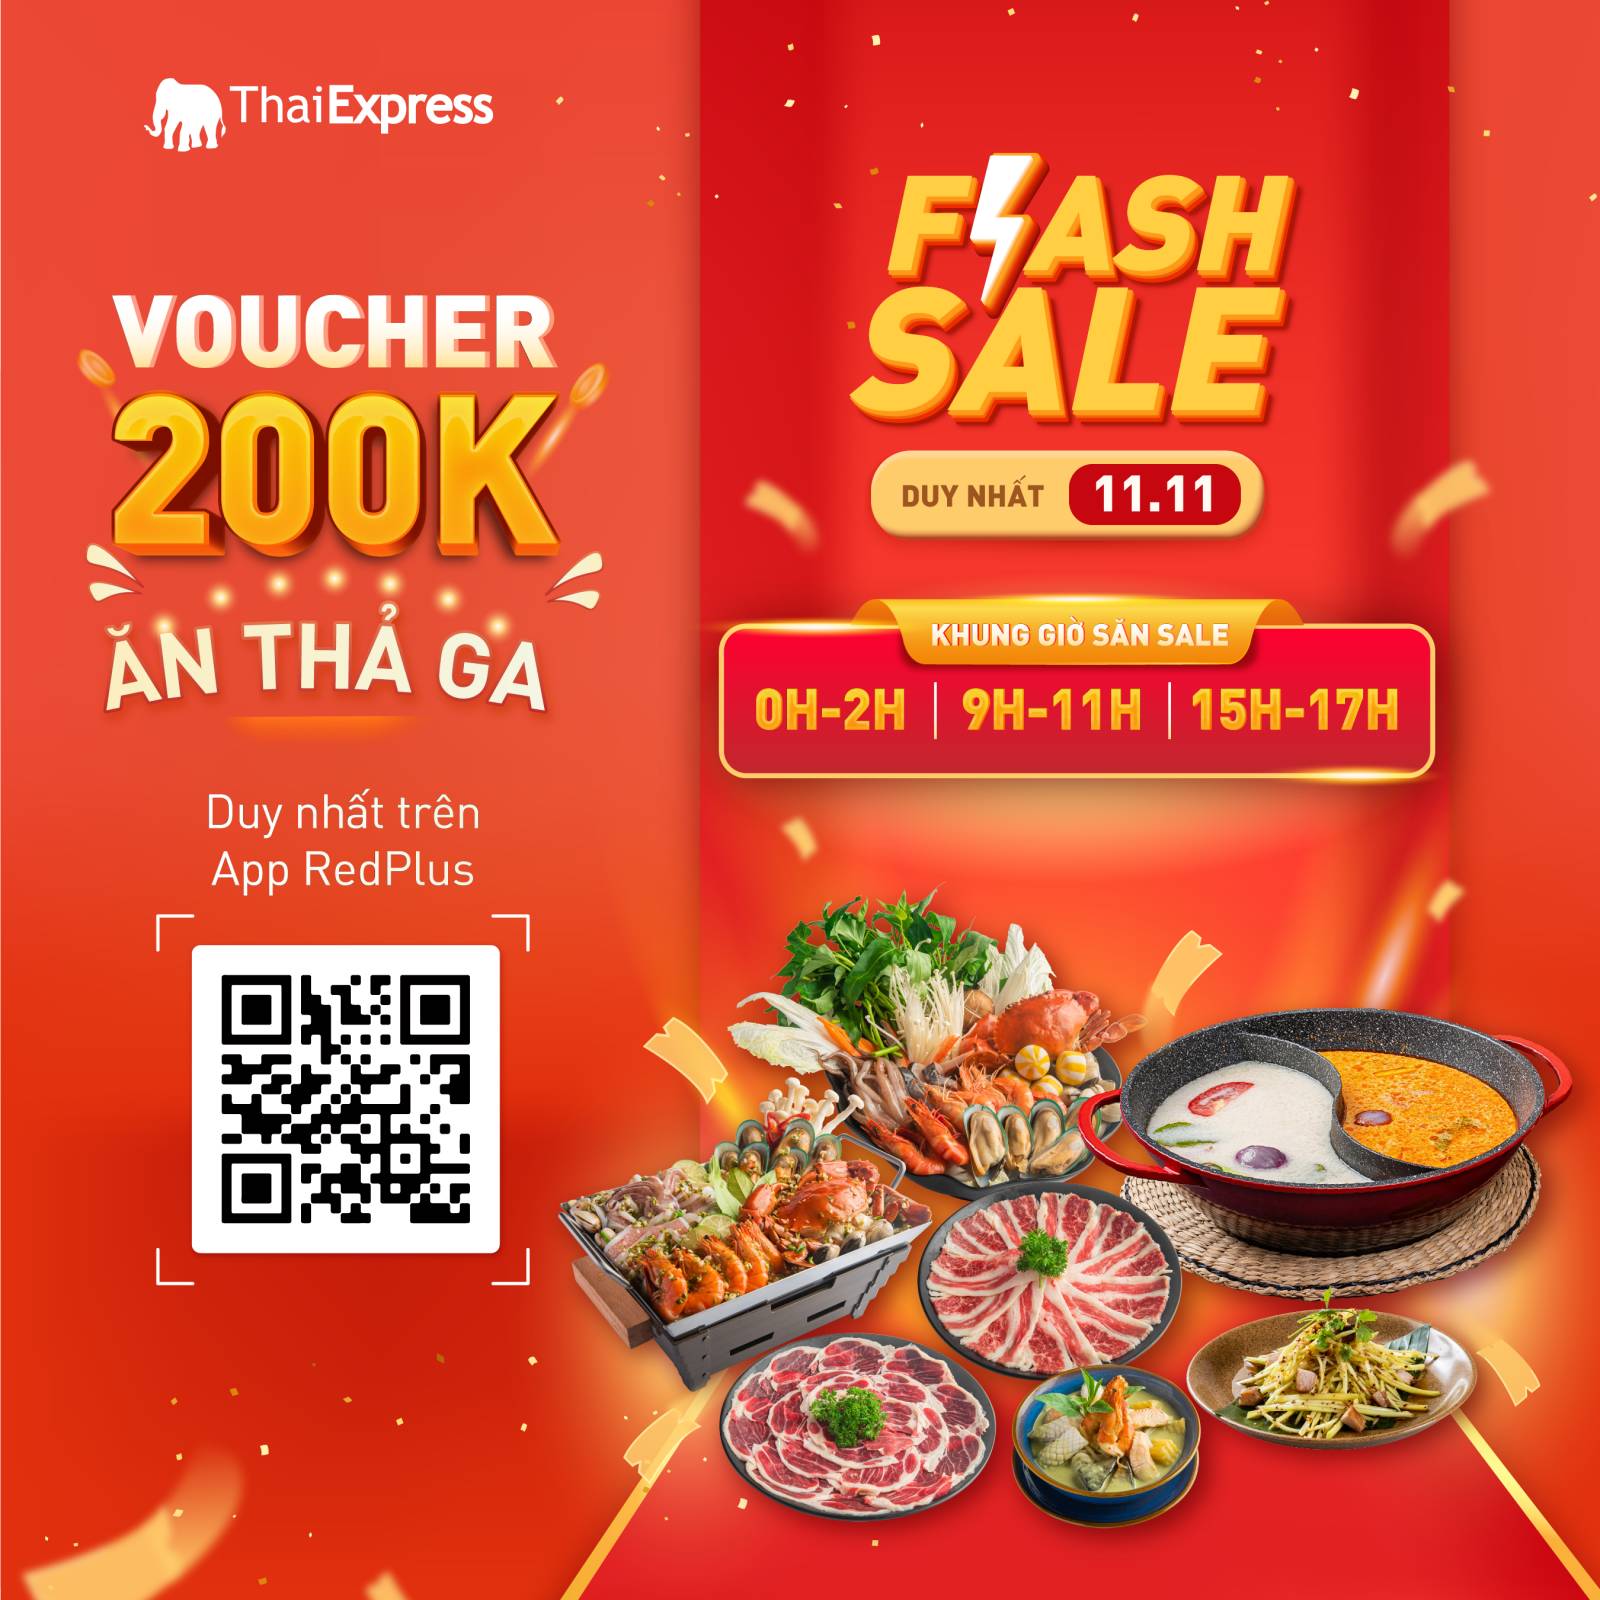 ThaiExpress
VOUCHER
200K
ĂN THẢ GA
Duy nhất trên
App RedPlus
FLASH
SALE
DUY NHẤT 11.11
KHUNG GIỜ SĂN SALE
0H-2H | 9H-11H | 15H-17H